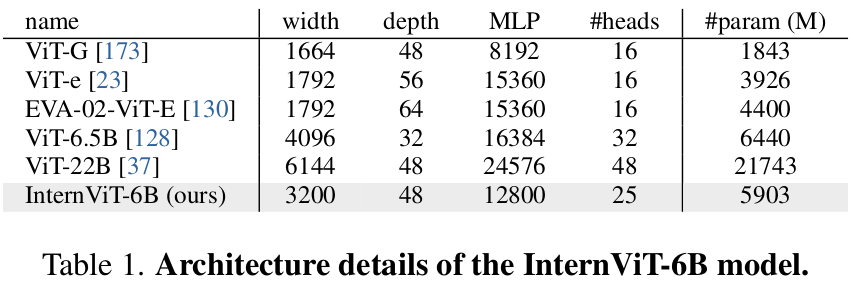 name width depth MLP #heads #param (M)
ViT-G [173] 1664 48 8192 16 1843
ViT-e [23] 1792 56 15360 16 3926
EVA-02-ViT-E [130] 1792 64 15360 16 4400
ViT-6.5B [128] 4096 32 16384 32 6440
ViT-22B [37] 6144 48 24576 48 21743
InternViT-6B (ours) 3200 48 12800 25 5903
Table 1. Architecture details of the InternViT-6B model.